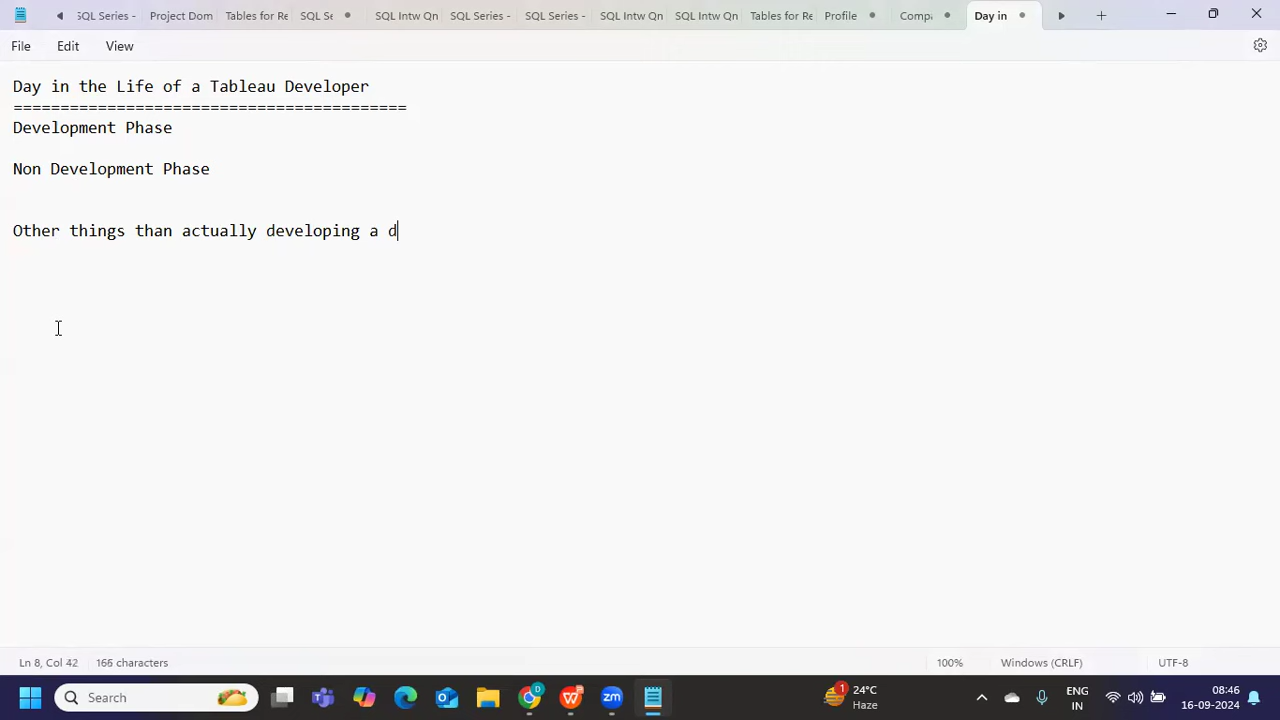 SQL Series -
Project Dom
Tables for Re
SQL Se
SQL Intw Qn
SQL Series -
SQL Series -
SQL Intw Qn
SQL Intw Qn
Tables for Re
Profile
Compa
Day in
File
Edit
View
Day in the Life of a Tableau Developer
==========================================
Development Phase
Non Development Phase
Other things than actually developing a d
Ln 8, Col 42
166 characters
100%
Windows (CRLF)
UTF-8
Search
1
24°C
Haze
ENG
IN
08:46
16-09-2024